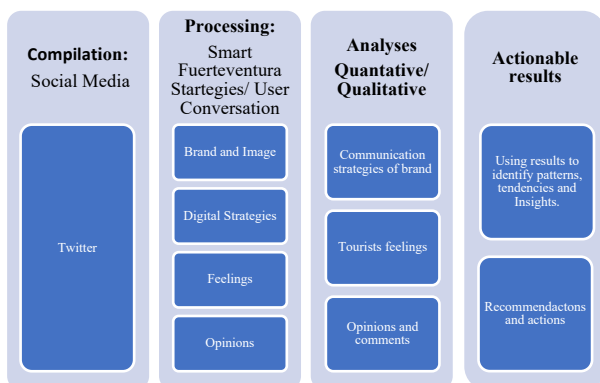 Compilation:
Social Media
Twitter
Processing:
Smart
Fuerteventura
Startegies/ User
Conversation
Brand and Image
Digital Strategies
Feelings
Opinions
Analyses
Quantative/
Qualitative
Communication
strategies of brand
Tourists feelings
Opinions and
comments
Actionable
results
Using results to
identify patterns,
tendencies and
Insights.
Recommendactons
and actions